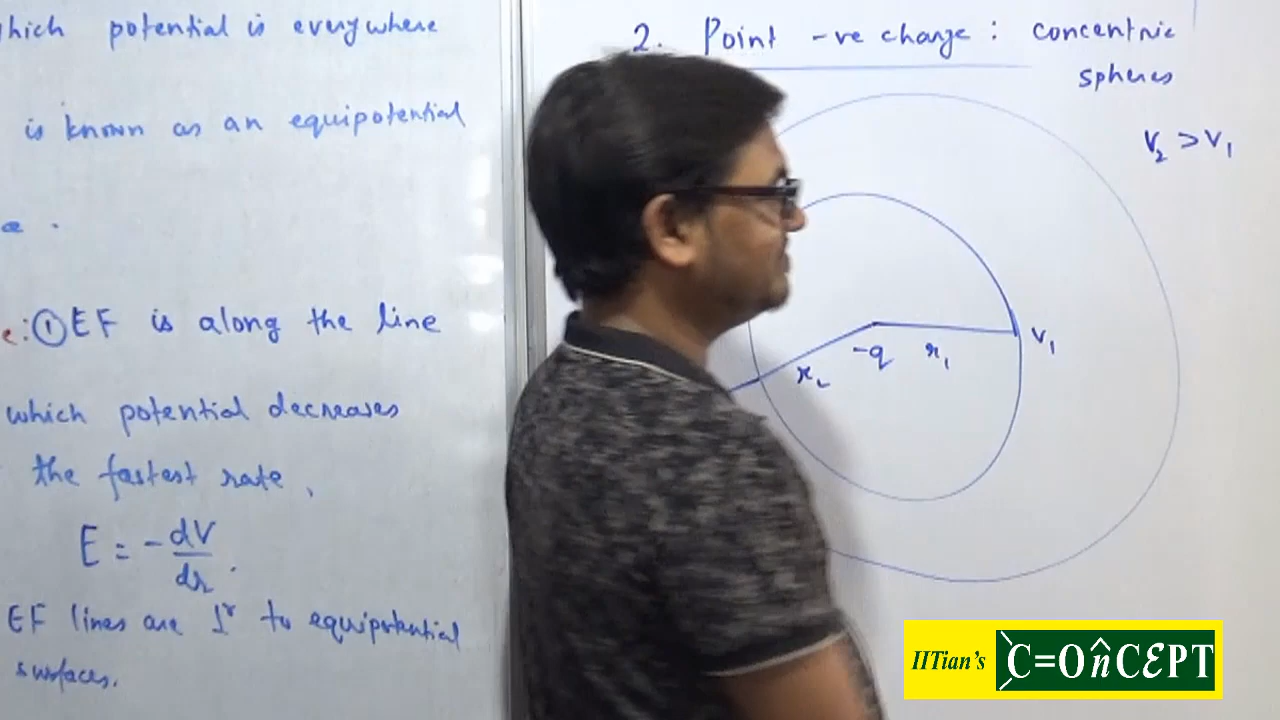 which potential is everywhere
is known as an equipotential
e:① EF is along the line
which potential decreases
the fastest rate,
E = -dV/dr.
EF lines are ⊥r to equipotential
surfaces.
2. Point -ve charge: concentric
spheres
V₂ > V₁
V₁
-q
r₁
r₂
IITian's C=On̂CEPT